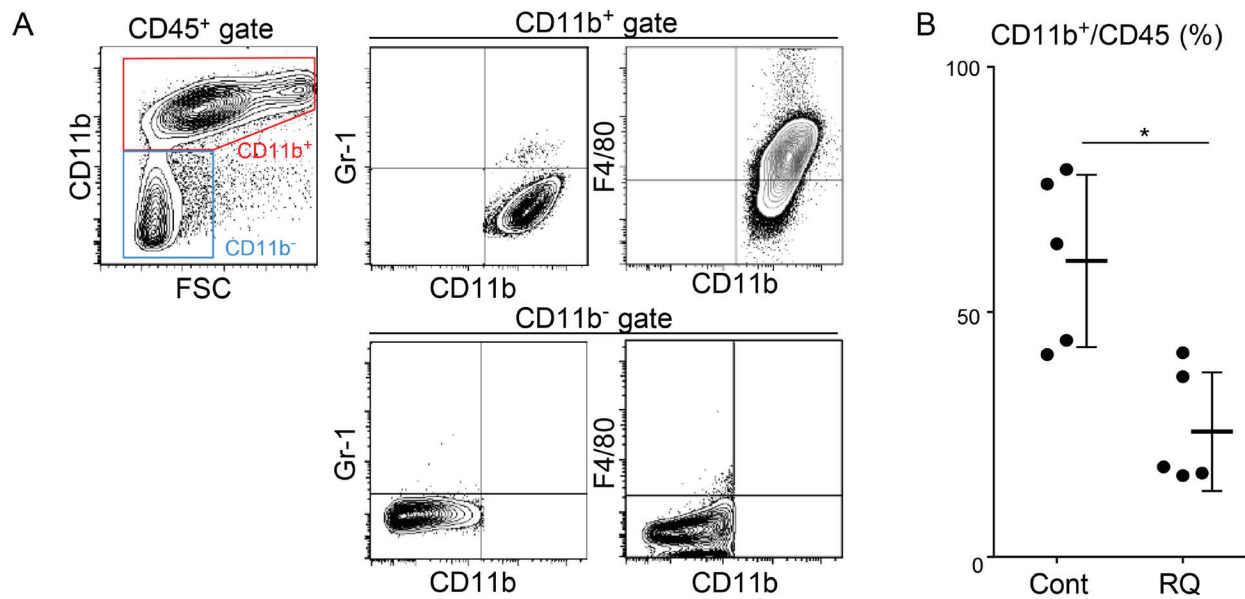 A
CD45⁺ gate
CD11b
CD11b⁺
CD11b⁻
FSC
CD11b⁺ gate
Gr-1
CD11b
F4/80
CD11b
CD11b⁻ gate
Gr-1
CD11b
F4/80
CD11b
B
CD11b⁺/CD45 (%)
100
*
50
0
Cont RQ